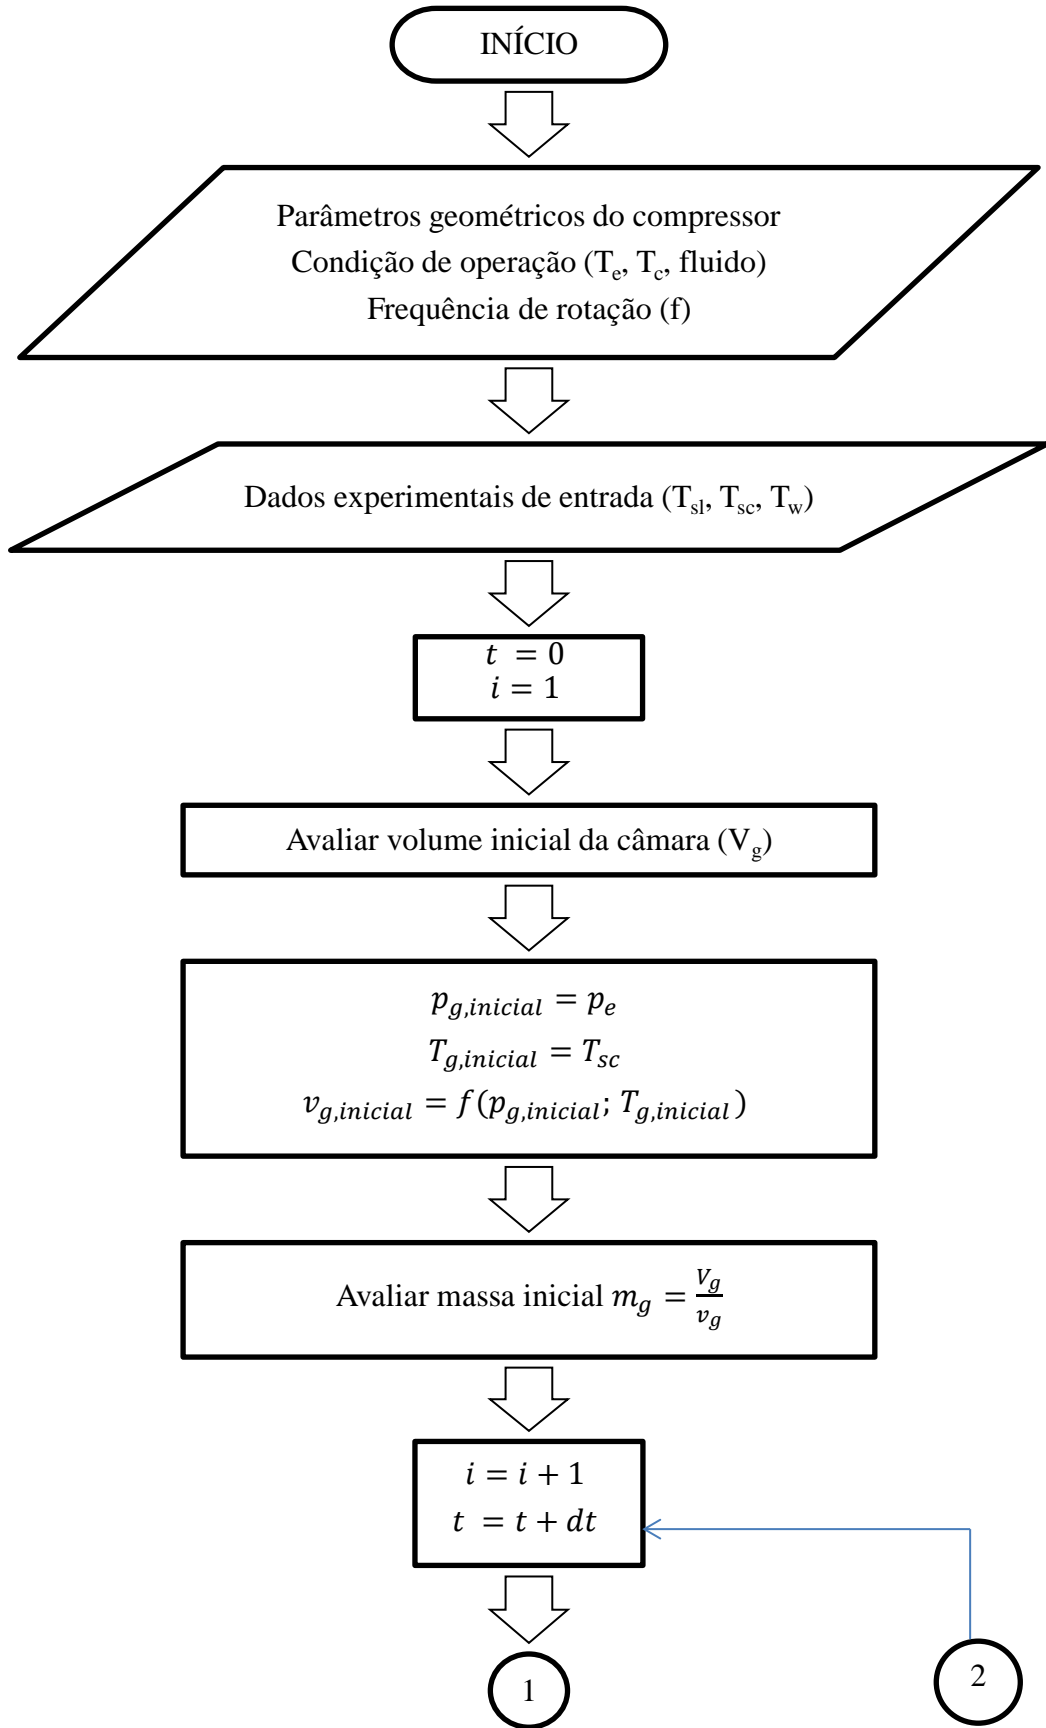 INÍCIO
Parâmetros geométricos do compressor
Condição de operação (Te, Tc, fluido)
Frequência de rotação (f)
Dados experimentais de entrada (Tsl, Tsc, Tw)
t = 0
i = 1
Avaliar volume inicial da câmara (Vg)
pg,inicial = pe
Tg,inicial = Tsc
vg,inicial = f(pg,inicial; Tg,inicial)
Avaliar massa inicial mg = Vg/vg
i = i + 1
t = t + dt
1
2